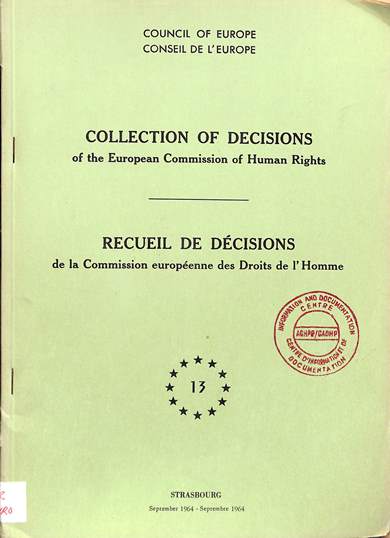 COUNCIL OF EUROPE
CONSEIL DE L'EUROPE
COLLECTION OF DECISIONS
of the European Commission of Human Rights
RECUEIL DE DÉCISIONS
de la Commission européenne des Droits de l'Homme
INFORMATION AND DOCUMENTATION
CENTRE
ACHPR/CADHP
CENTRE D'INFORMATION ET DE
DOCUMENTATION
13
STRASBOURG
September 1964 - Septembre 1964